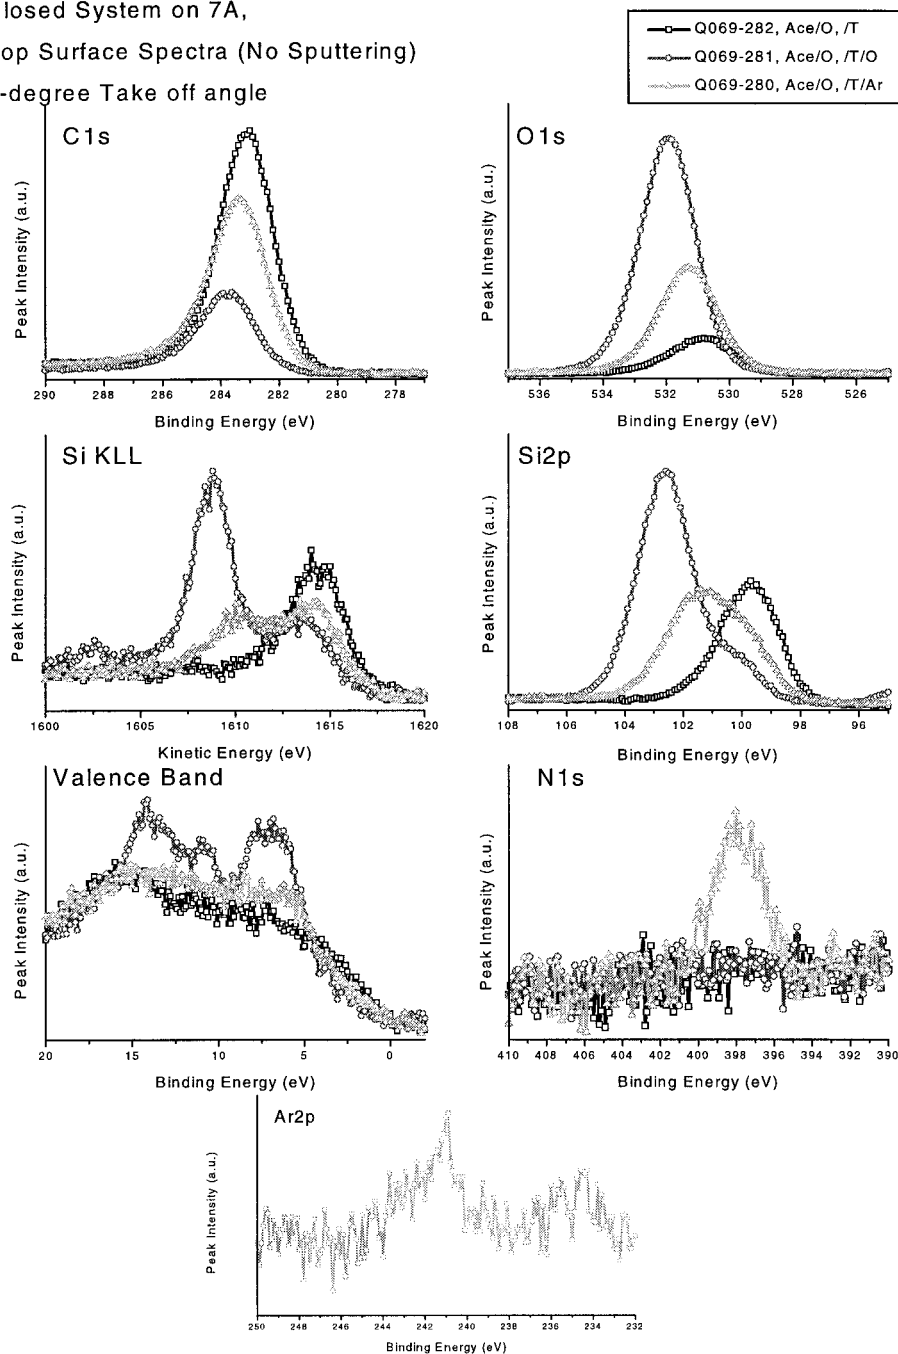 losed System on 7A,
op Surface Spectra (No Sputtering)
-degree Take off angle
Q069-282, Ace/O, /T
Q069-281, Ace/O, /T/O
Q069-280, Ace/O, /T/Ar
C1s
Peak Intensity (a.u.)
290 288 286 284 282 280 278
Binding Energy (eV)
O1s
Peak Intensity (a.u.)
536 534 532 530 528 526
Binding Energy (eV)
Si KLL
Peak Intensity (a.u.)
1600 1605 1610 1615 1620
Kinetic Energy (eV)
Si2p
Peak Intensity (a.u.)
108 106 104 102 100 98 96
Binding Energy (eV)
Valence Band
Peak Intensity (a.u.)
20 15 10 5 0
Binding Energy (eV)
N1s
Peak Intensity (a.u.)
410 408 406 404 402 400 398 396 394 392 390
Binding Energy (eV)
Ar2p
Peak Intensity (a.u.)
250 248 246 244 242 240 238 236 234 232
Binding Energy (eV)